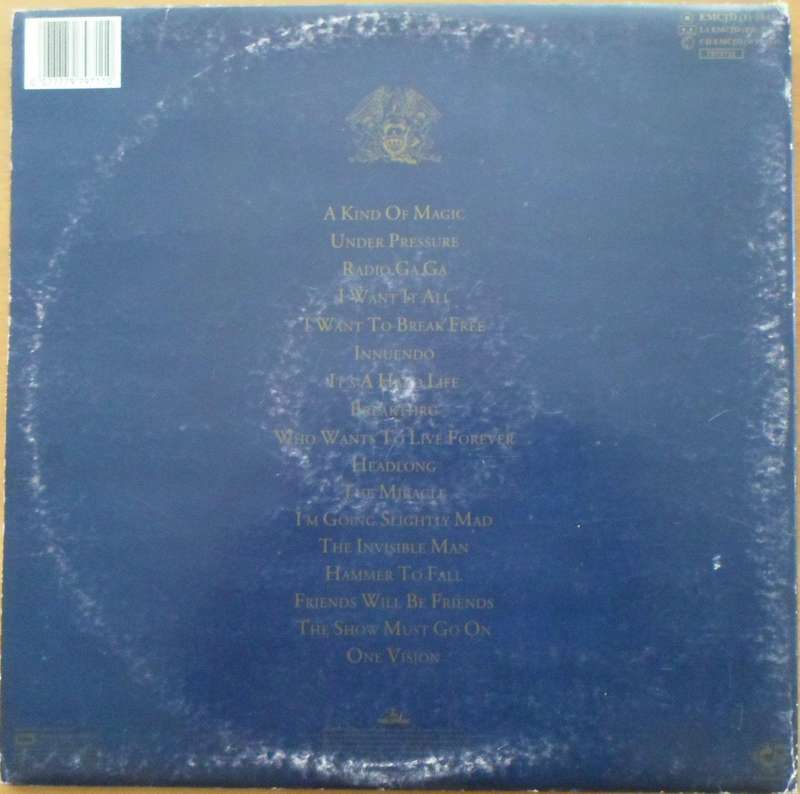 A KIND OF MAGIC
UNDER PRESSURE
RADIO GA GA
I WANT IT ALL
I WANT TO BREAK FREE
INNUENDO
IT'S A HARD LIFE
BREAKTHRU
WHO WANTS TO LIVE FOREVER
HEADLONG
THE MIRACLE
I'M GOING SLIGHTLY MAD
THE INVISIBLE MAN
HAMMER TO FALL
FRIENDS WILL BE FRIENDS
THE SHOW MUST GO ON
ONE VISION